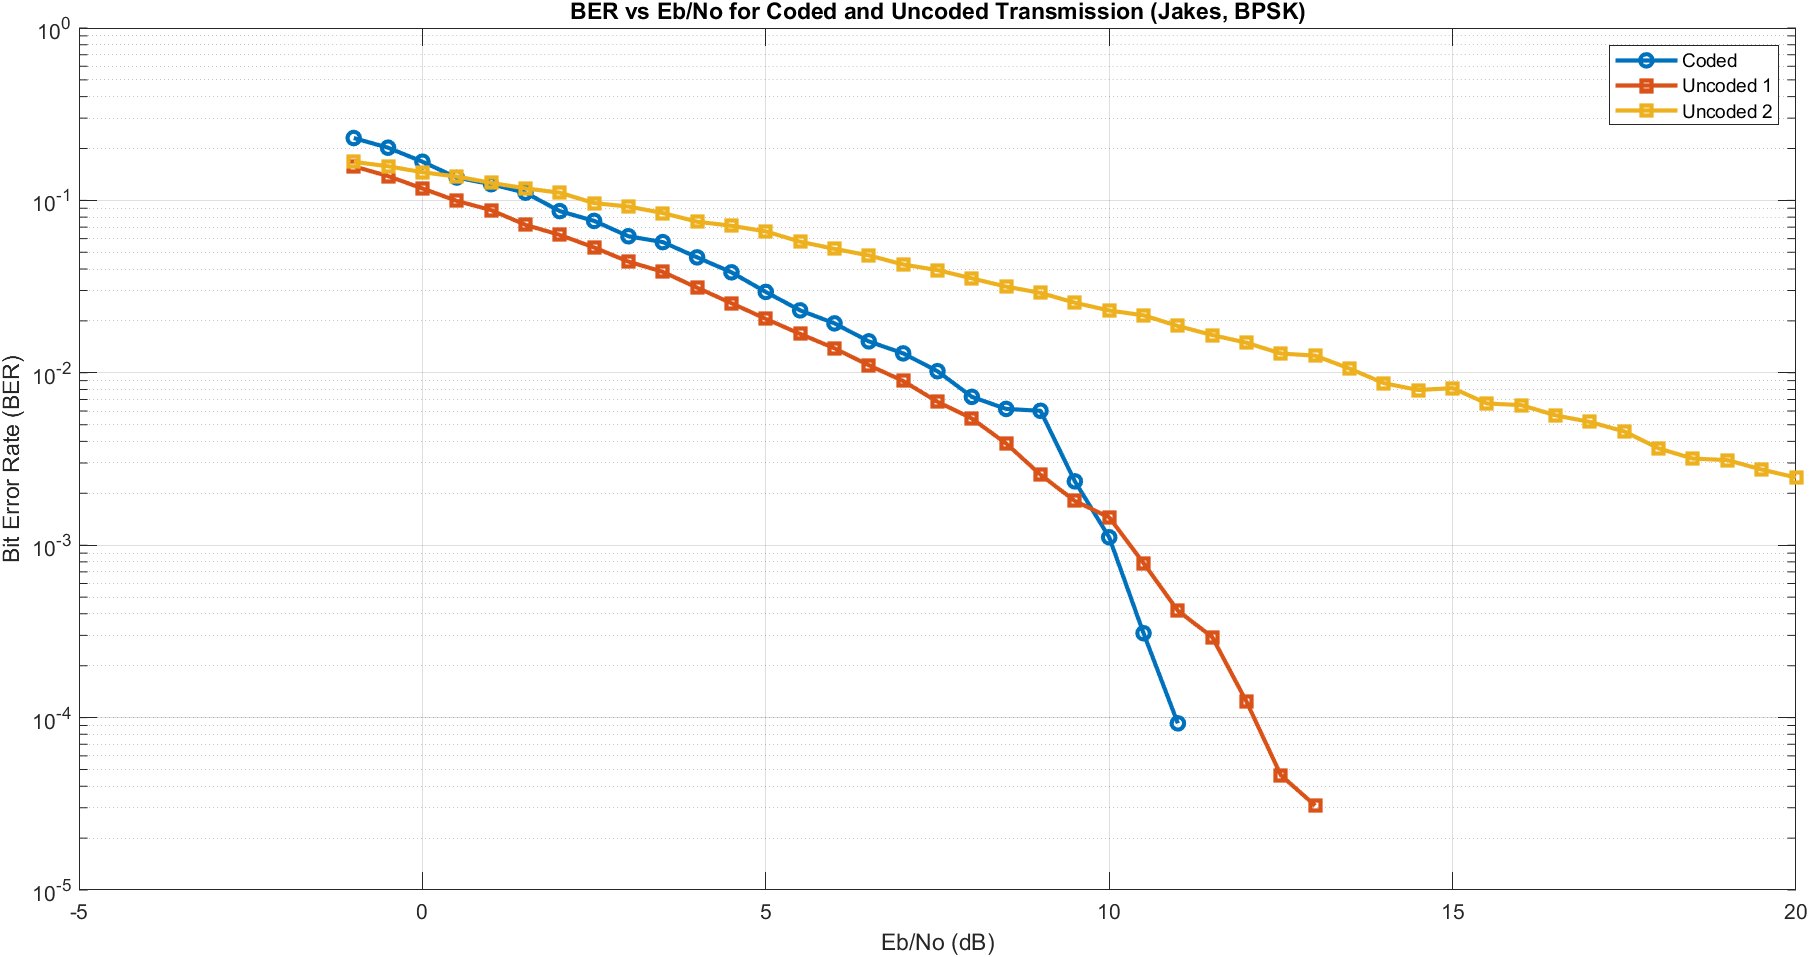 BER vs Eb/No for Coded and Uncoded Transmission (Jakes, BPSK)
Coded
Uncoded 1
Uncoded 2
Bit Error Rate (BER)
10^0
10^-1
10^-2
10^-3
10^-4
10^-5
-5 0 5 10 15 20
Eb/No (dB)